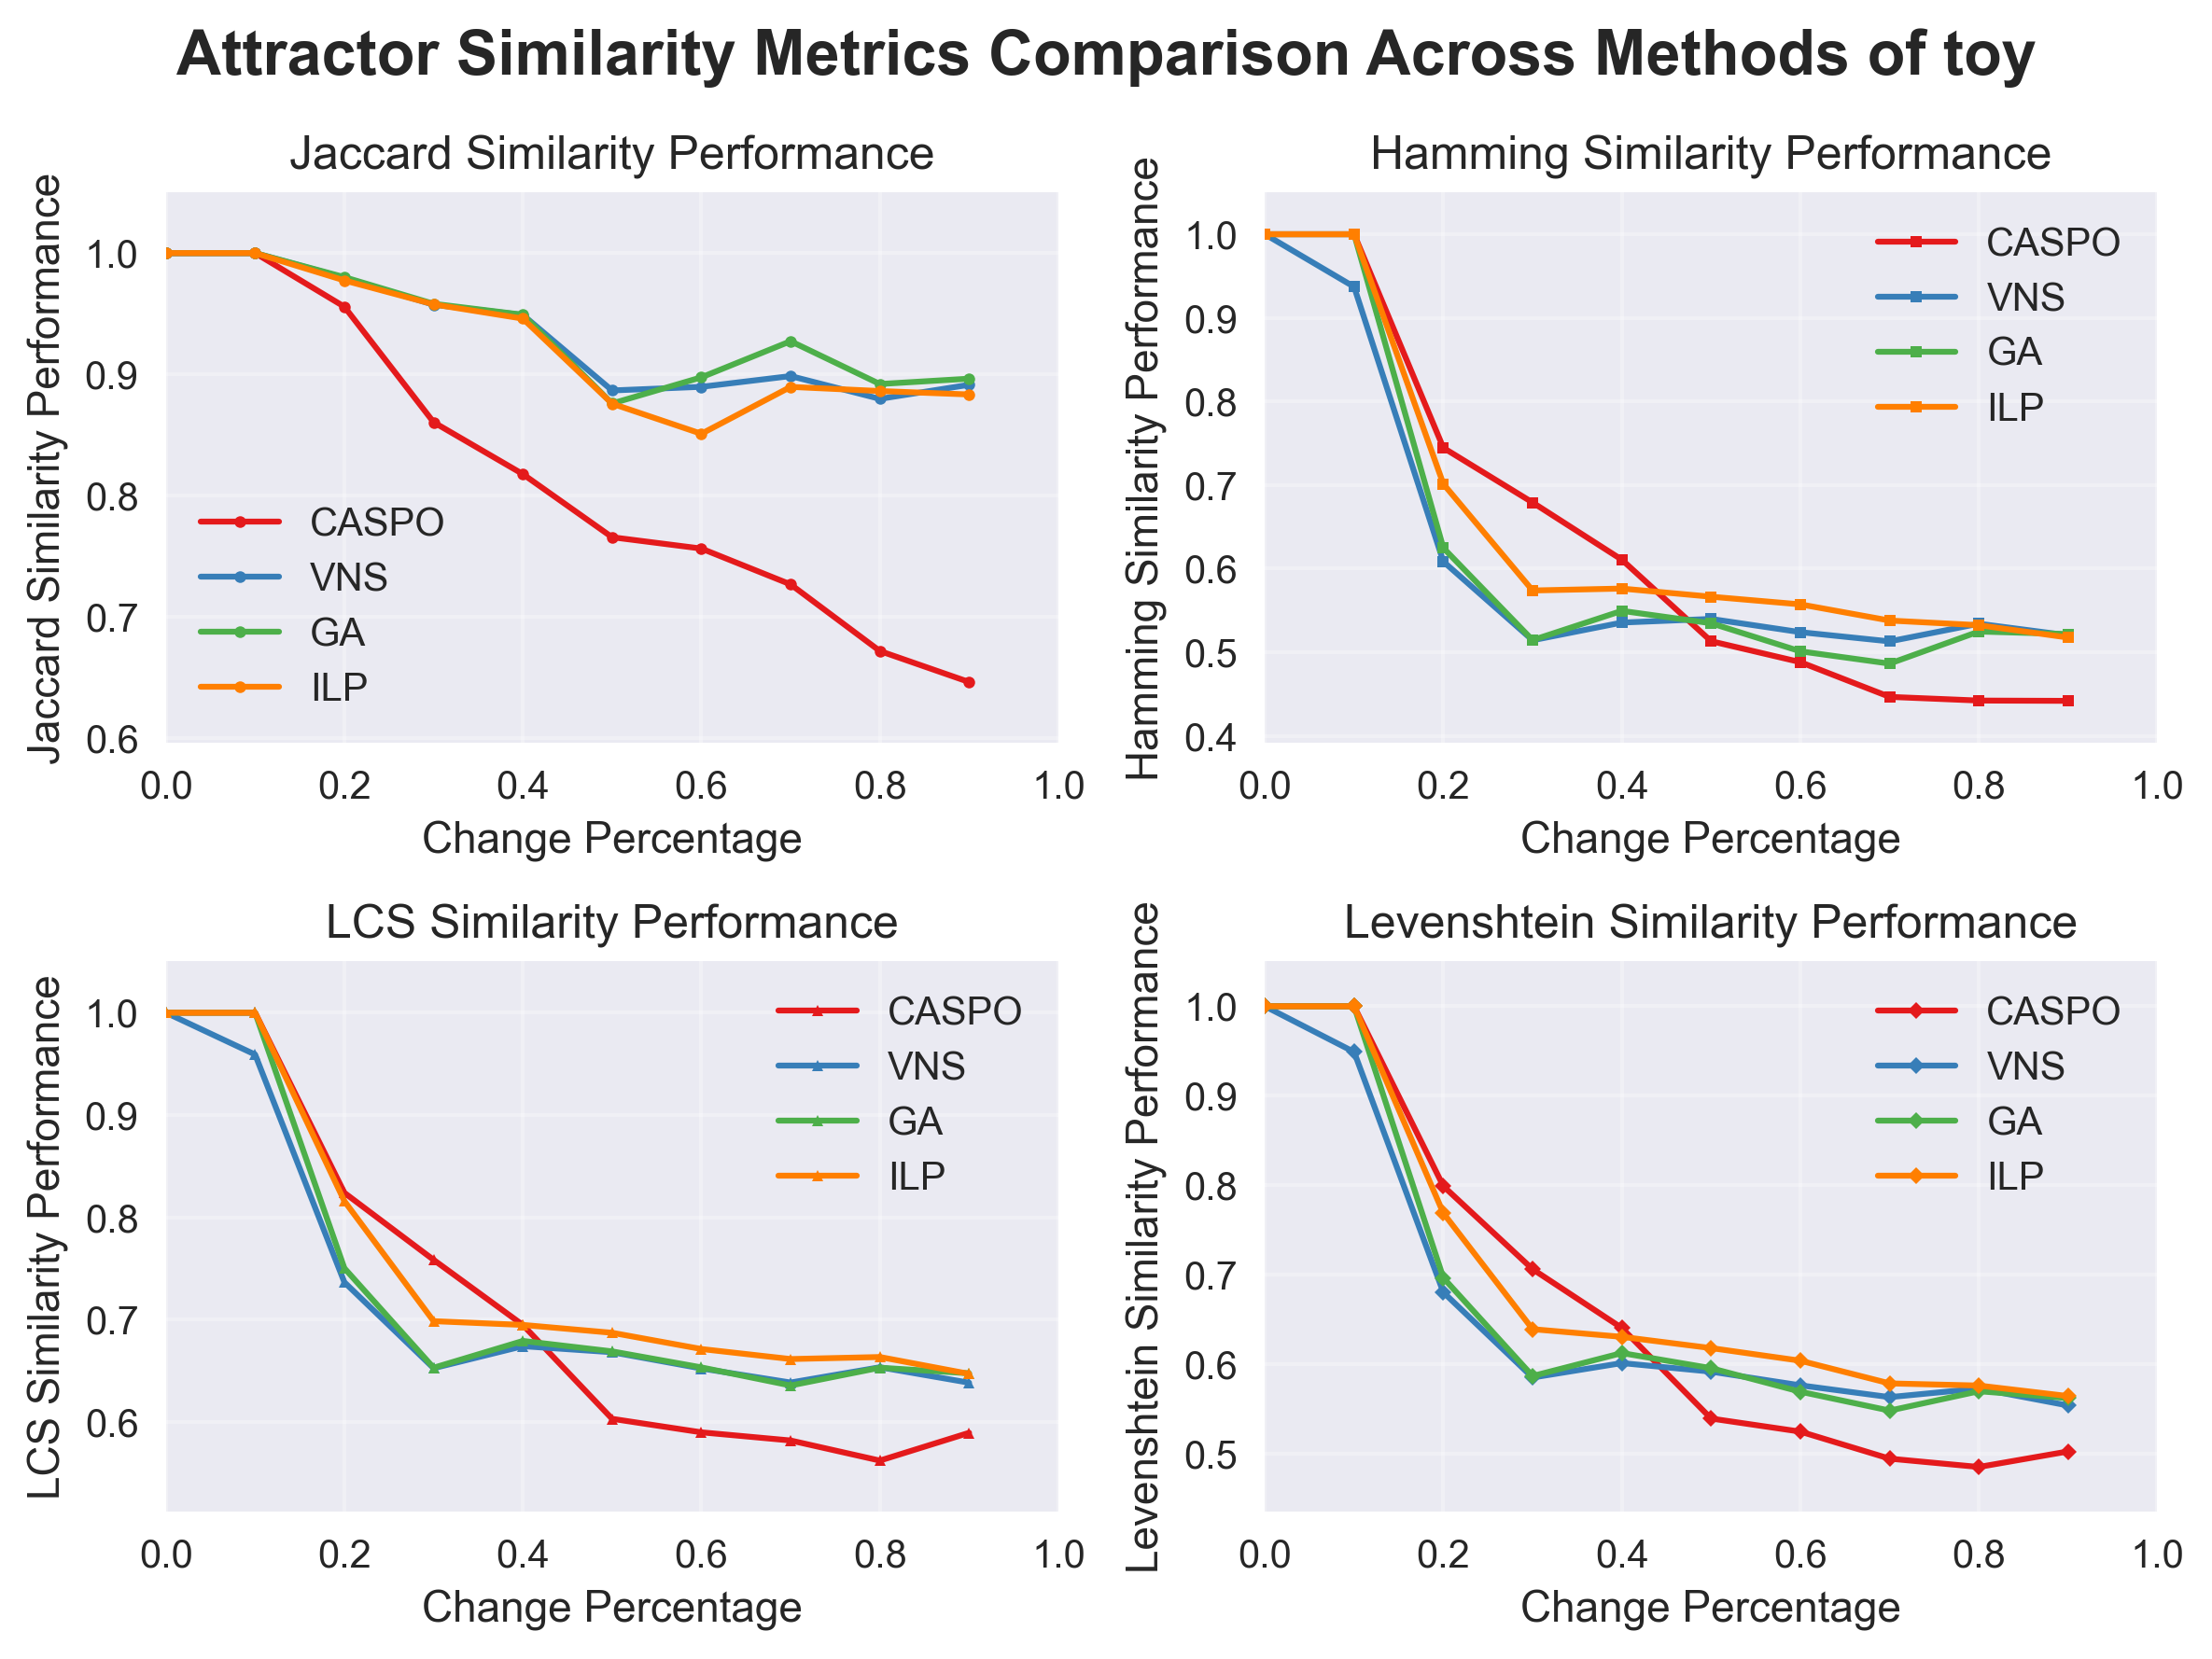 Attractor Similarity Metrics Comparison Across Methods of toy
Jaccard Similarity Performance
Jaccard Similarity Performance
1.0
0.9
0.8
0.7
0.6
CASPO
VNS
GA
ILP
0.0 0.2 0.4 0.6 0.8 1.0
Change Percentage
Hamming Similarity Performance
Hamming Similarity Performance
1.0
0.9
0.8
0.7
0.6
0.5
0.4
CASPO
VNS
GA
ILP
0.0 0.2 0.4 0.6 0.8 1.0
Change Percentage
LCS Similarity Performance
LCS Similarity Performance
1.0
0.9
0.8
0.7
0.6
CASPO
VNS
GA
ILP
0.0 0.2 0.4 0.6 0.8 1.0
Change Percentage
Levenshtein Similarity Performance
Levenshtein Similarity Performance
1.0
0.9
0.8
0.7
0.6
0.5
CASPO
VNS
GA
ILP
0.0 0.2 0.4 0.6 0.8 1.0
Change Percentage